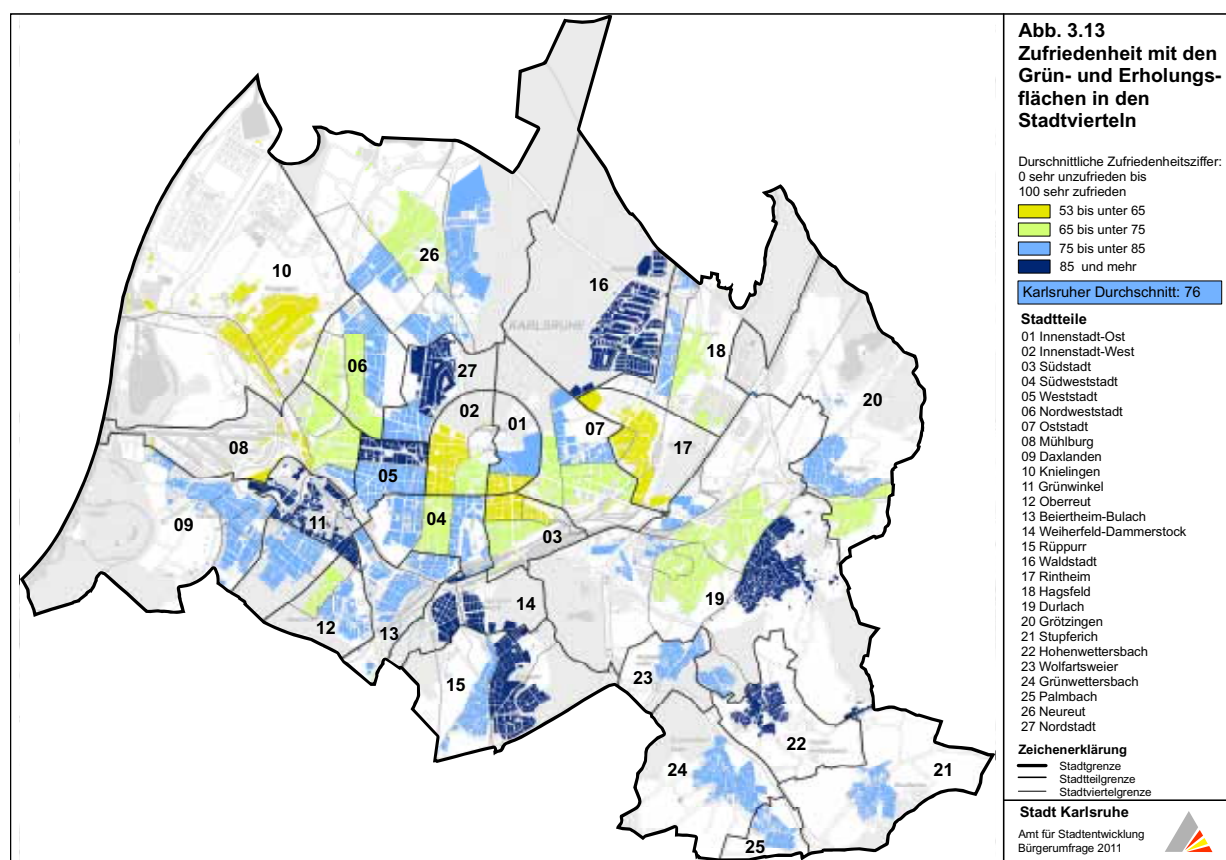 Abb. 3.13
Zufriedenheit mit den
Grün- und Erholungs-
flächen in den
Stadtvierteln
Durschnittliche Zufriedenheitsziffer:
0 sehr unzufrieden bis
100 sehr zufrieden
53 bis unter 65
65 bis unter 75
75 bis unter 85
85 und mehr
Karlsruher Durchschnitt: 76
Stadtteile
01 Innenstadt-Ost
02 Innenstadt-West
03 Südstadt
04 Südweststadt
05 Weststadt
06 Nordweststadt
07 Oststadt
08 Mühlburg
09 Daxlanden
10 Knielingen
11 Grünwinkel
12 Oberreut
13 Beiertheim-Bulach
14 Weiherfeld-Dammerstock
15 Rüppurr
16 Waldstadt
17 Rintheim
18 Hagsfeld
19 Durlach
20 Grötzingen
21 Stupferich
22 Hohenwettersbach
23 Wolfartsweier
24 Grünwettersbach
25 Palmbach
26 Neureut
27 Nordstadt
Zeichenerklärung
Stadtgrenze
Stadtteilgrenze
Stadtviertelgrenze
Stadt Karlsruhe
Amt für Stadtentwicklung
Bürgerumfrage 2011
26
10
16
KARLSRUHE
18
06
27
20
02
01
07
17
08
05
09
11
04
03
19
14
12
13
15
23
22
24
21
25